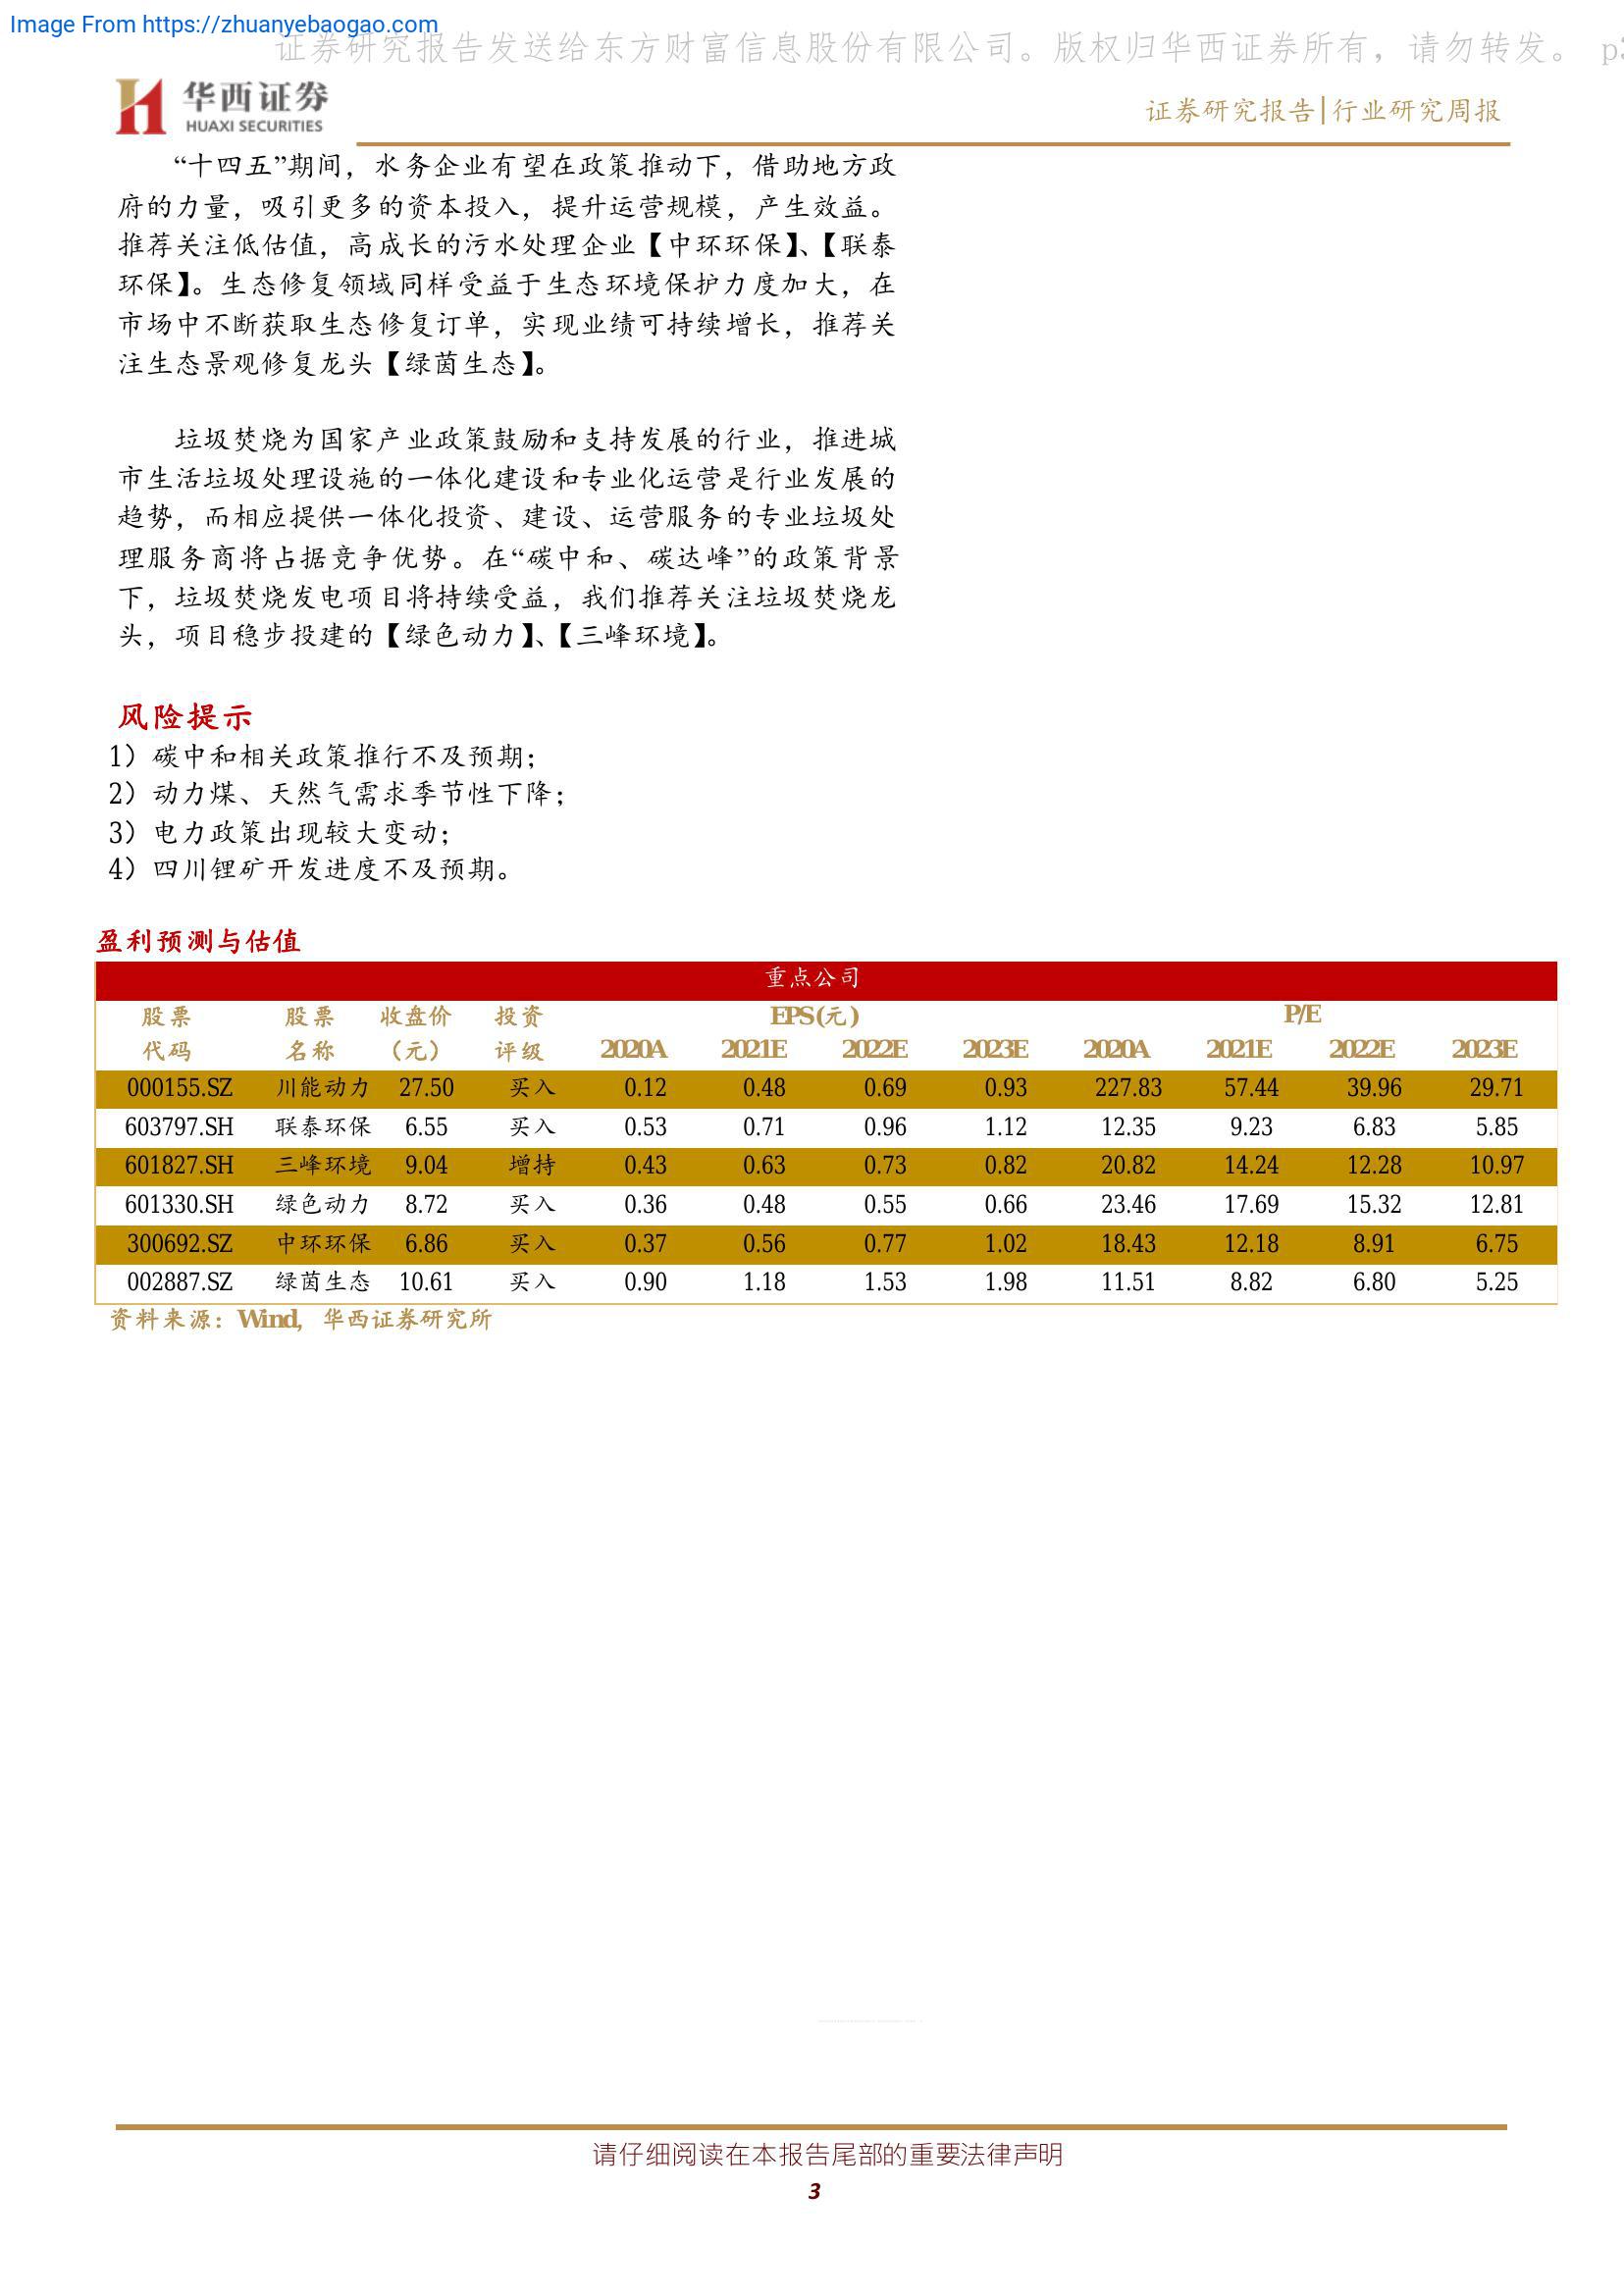 Image From https://zhuanyebaogao.com
证券研究报告发送给东方财富信息股份有限公司。版权归华西证券所有，请勿转发。 p3
华西证券
HUAXI SECURITIES
证券研究报告|行业研究周报
“十四五”期间，水务企业有望在政策推动下，借助地方政
府的力量，吸引更多的资本投入，提升运营规模，产生效益。
推荐关注低估值，高成长的污水处理企业【中环环保】、【联泰
环保】。生态修复领域同样受益于生态环境保护力度加大，在
市场中不断获取生态修复订单，实现业绩可持续增长，推荐关
注生态景观修复龙头【绿茵生态】。
垃圾焚烧为国家产业政策鼓励和支持发展的行业，推进城
市生活垃圾处理设施的一体化建设和专业化运营是行业发展的
趋势，而相应提供一体化投资、建设、运营服务的专业垃圾处
理服务商将占据竞争优势。在“碳中和、碳达峰”的政策背景
下，垃圾焚烧发电项目将持续受益，我们推荐关注垃圾焚烧龙
头，项目稳步投建的【绿色动力】、【三峰环境】。
风险提示
1）碳中和相关政策推行不及预期；
2）动力煤、天然气需求季节性下降；
3）电力政策出现较大变动；
4）四川锂矿开发进度不及预期。
盈利预测与估值
重点公司
股票 股票 收盘价 投资 EPS(元) P/E
代码 名称 （元） 评级 2020A 2021E 2022E 2023E 2020A 2021E 2022E 2023E
000155.SZ 川能动力 27.50 买入 0.12 0.48 0.69 0.93 227.83 57.44 39.96 29.71
603797.SH 联泰环保 6.55 买入 0.53 0.71 0.96 1.12 12.35 9.23 6.83 5.85
601827.SH 三峰环境 9.04 增持 0.43 0.63 0.73 0.82 20.82 14.24 12.28 10.97
601330.SH 绿色动力 8.72 买入 0.36 0.48 0.55 0.66 23.46 17.69 15.32 12.81
300692.SZ 中环环保 6.86 买入 0.37 0.56 0.77 1.02 18.43 12.18 8.91 6.75
002887.SZ 绿茵生态 10.61 买入 0.90 1.18 1.53 1.98 11.51 8.82 6.80 5.25
资料来源：Wind，华西证券研究所
请仔细阅读在本报告尾部的重要法律声明
3